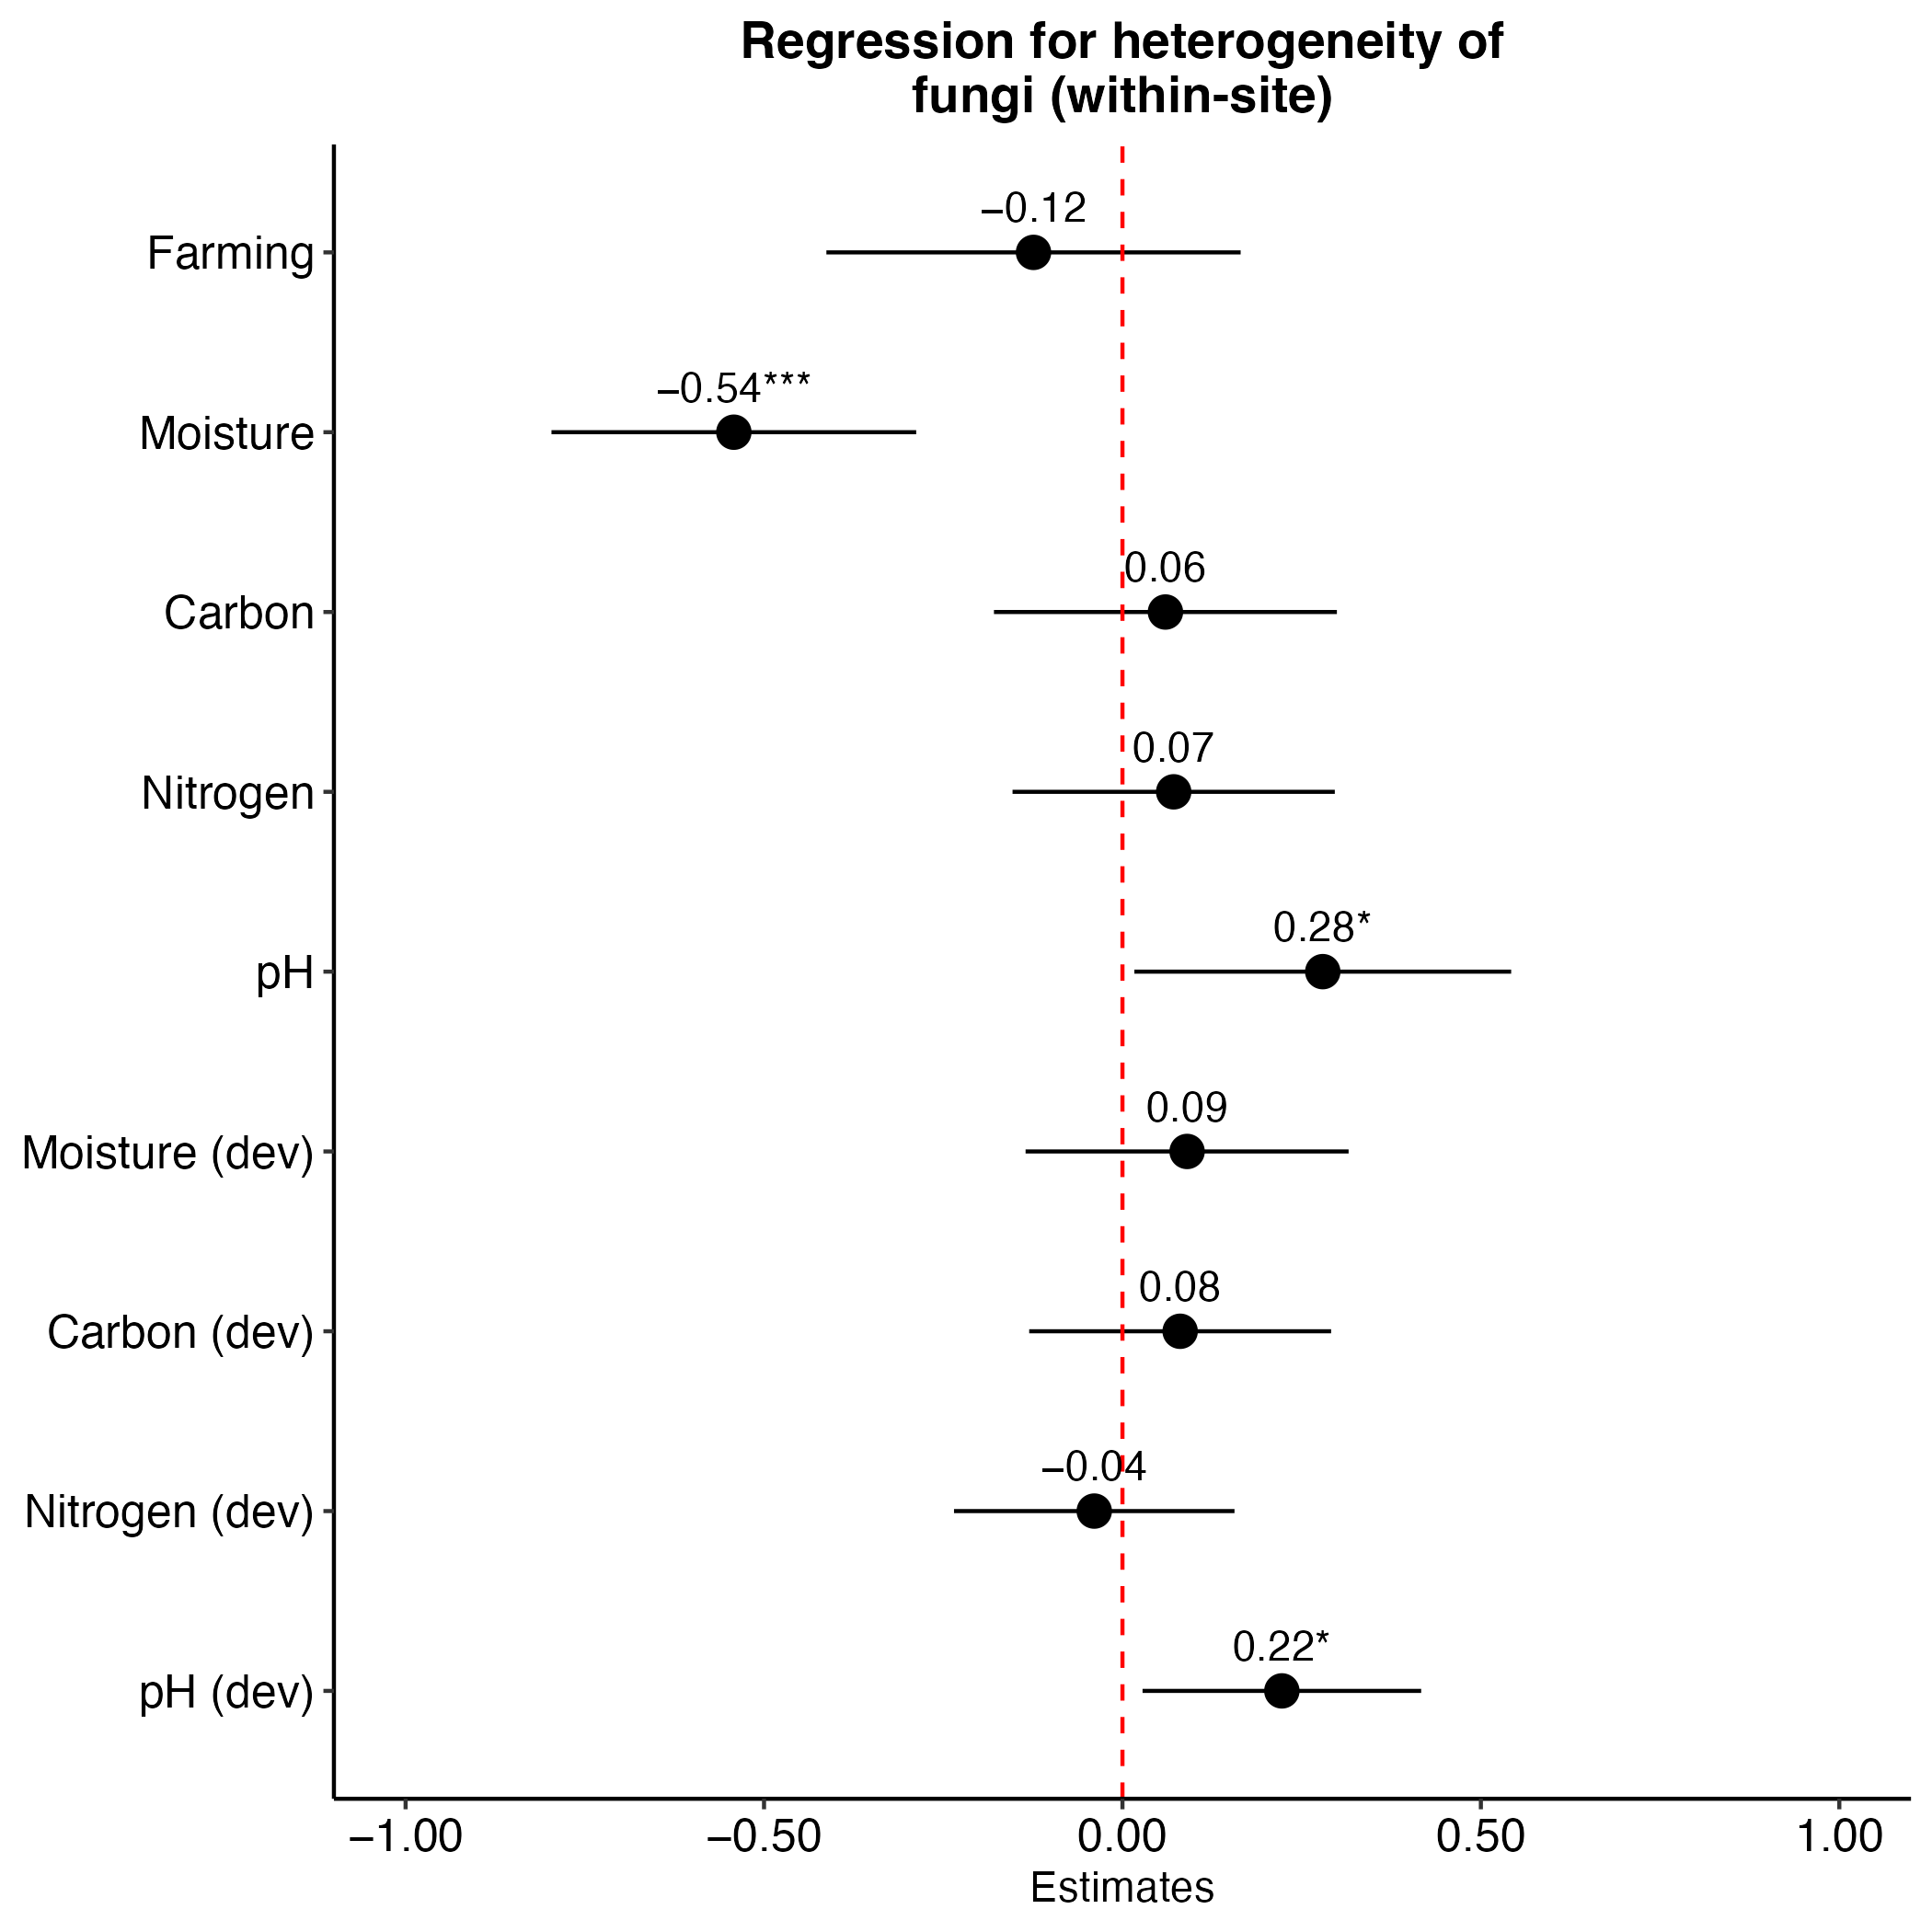 Regression for heterogeneity of
fungi (within-site)
Farming
−0.12
Moisture
−0.54***
Carbon
0.06
Nitrogen
0.07
pH
0.28*
Moisture (dev)
0.09
Carbon (dev)
0.08
Nitrogen (dev)
−0.04
pH (dev)
0.22*
−1.00 −0.50 0.00 0.50 1.00
Estimates